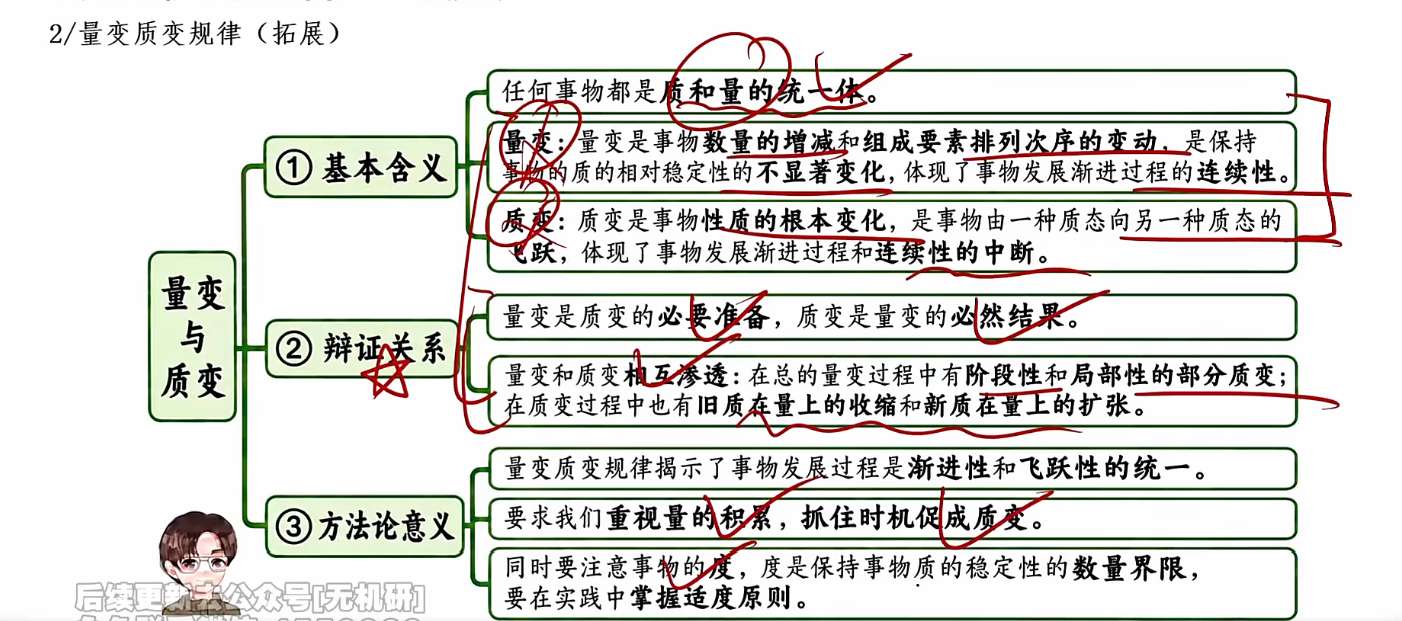 2/量变质变规律（拓展）
任何事物都是质和量的统一体。
① 基本含义
量变：量变是事物数量的增减和组成要素排列次序的变动，是保持
事物的质的相对稳定性的不显著变化，体现了事物发展渐进过程的连续性。
质变：质变是事物性质的根本变化，是事物由一种质态向另一种质态的
飞跃，体现了事物发展渐进过程和连续性的中断。
量变
与
质变
② 辩证关系
量变是质变的必要准备，质变是量变的必然结果。
量变和质变相互渗透：在总的量变过程中有阶段性和局部性的部分质变；
在质变过程中也有旧质在量上的收缩和新质在量上的扩张。
③ 方法论意义
量变质变规律揭示了事物发展过程是渐进性和飞跃性的统一。
要求我们重视量的积累，抓住时机促成质变。
同时要注意事物的度，度是保持事物质的稳定性的数量界限，
要在实践中掌握适度原则。
后续更新 公众号[无机研]